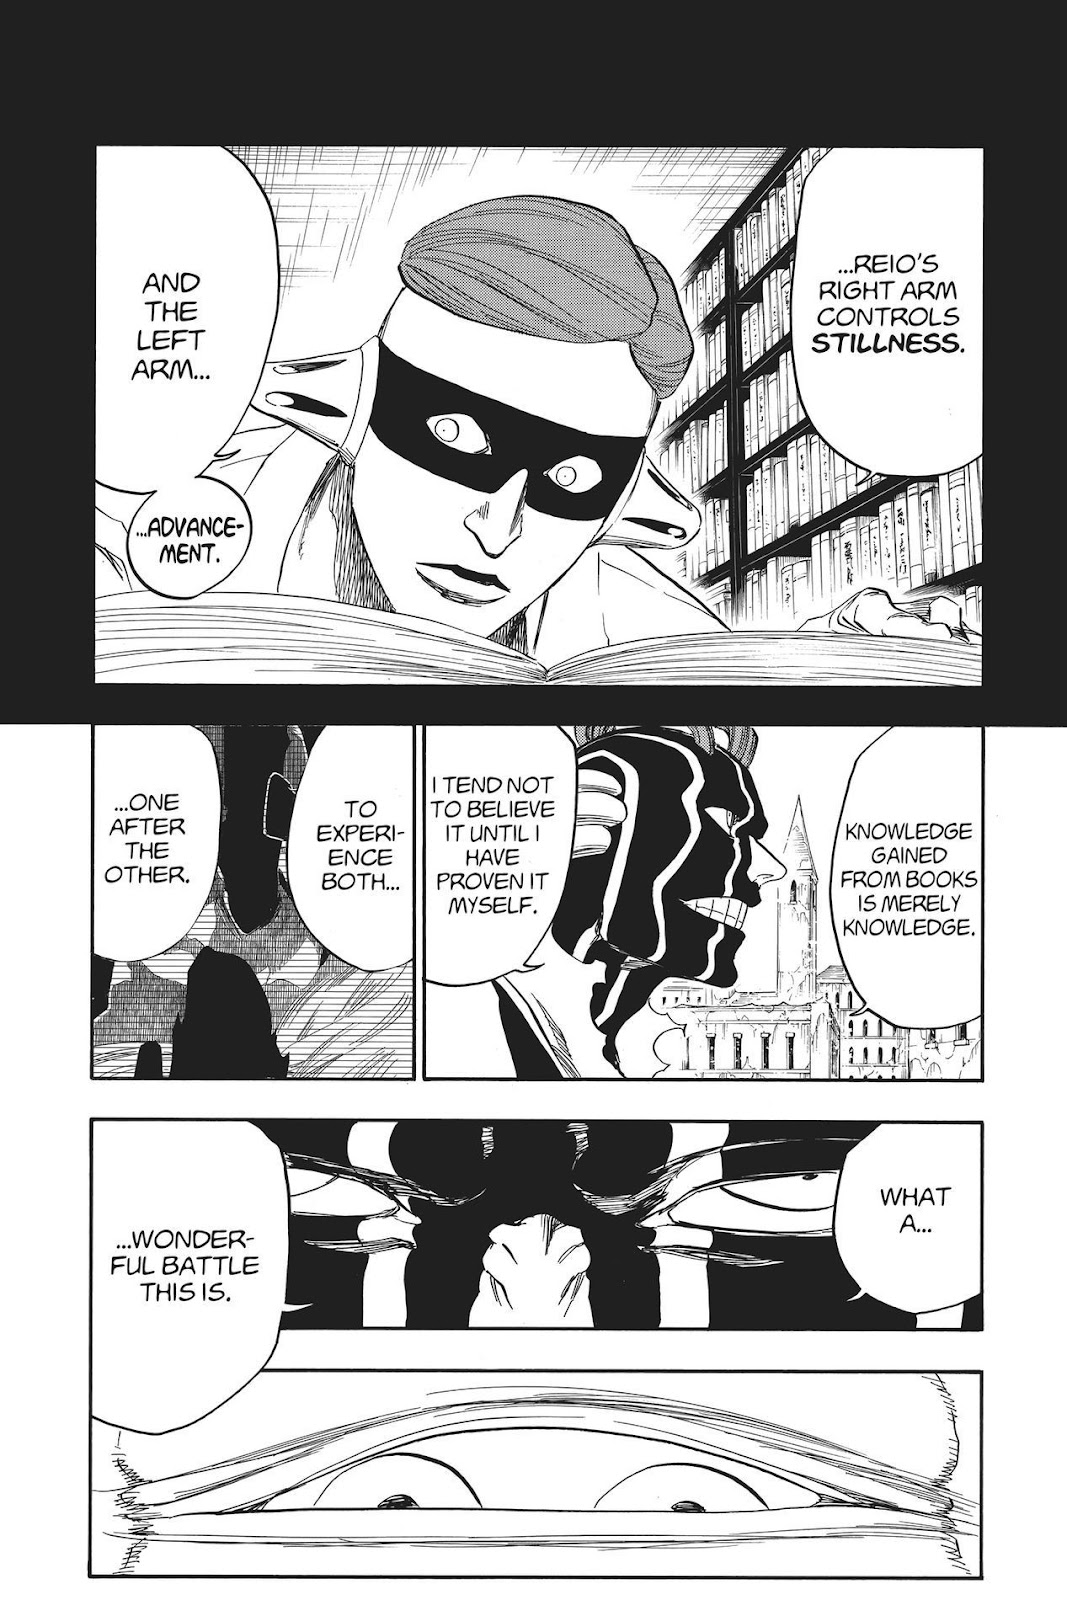 ...REIO'S
RIGHT ARM
CONTROLS
STILLNESS.
AND
THE
LEFT
ARM...
...ADVANCE-
MENT.
KNOWLEDGE
GAINED
FROM BOOKS
IS MERELY
KNOWLEDGE.
I TEND NOT
TO BELIEVE
IT UNTIL I
HAVE
PROVEN IT
MYSELF.
TO
EXPERI-
ENCE
BOTH...
...ONE
AFTER
THE
OTHER.
WHAT
A...
...WONDER-
FUL BATTLE
THIS IS.